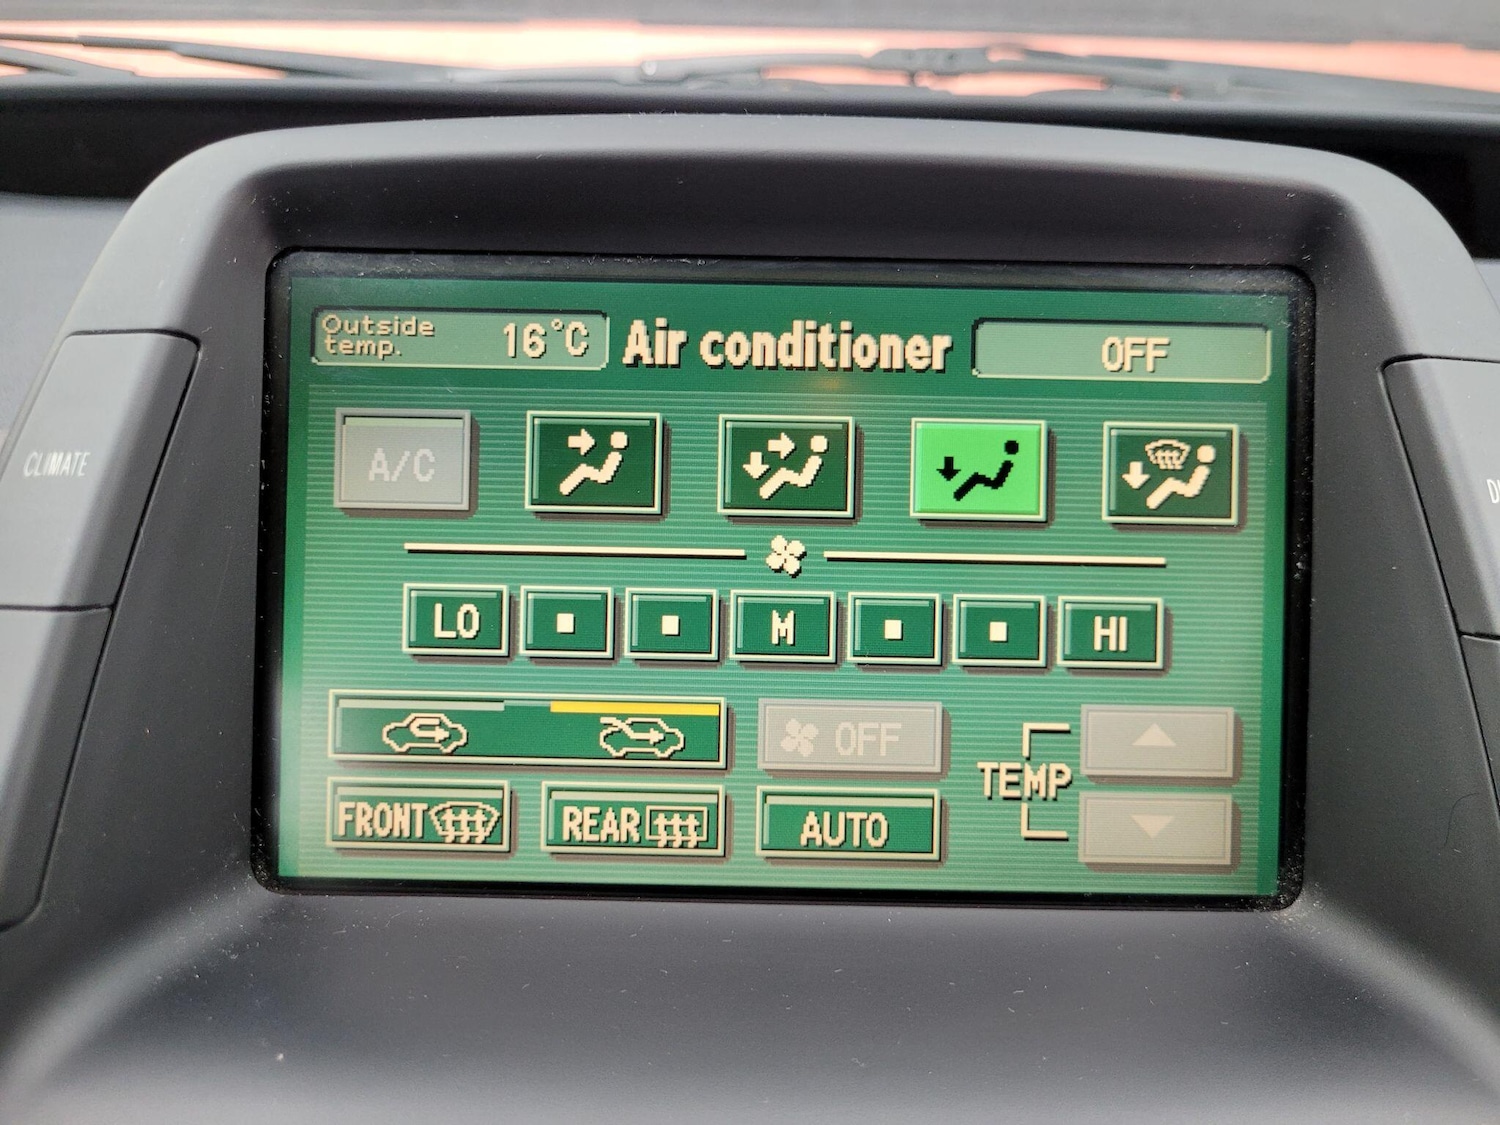 Outside
temp.
16°C
Air conditioner
OFF
A/C
CLIMATE
LO
M
HI
OFF
TEMP
FRONT
REAR
AUTO